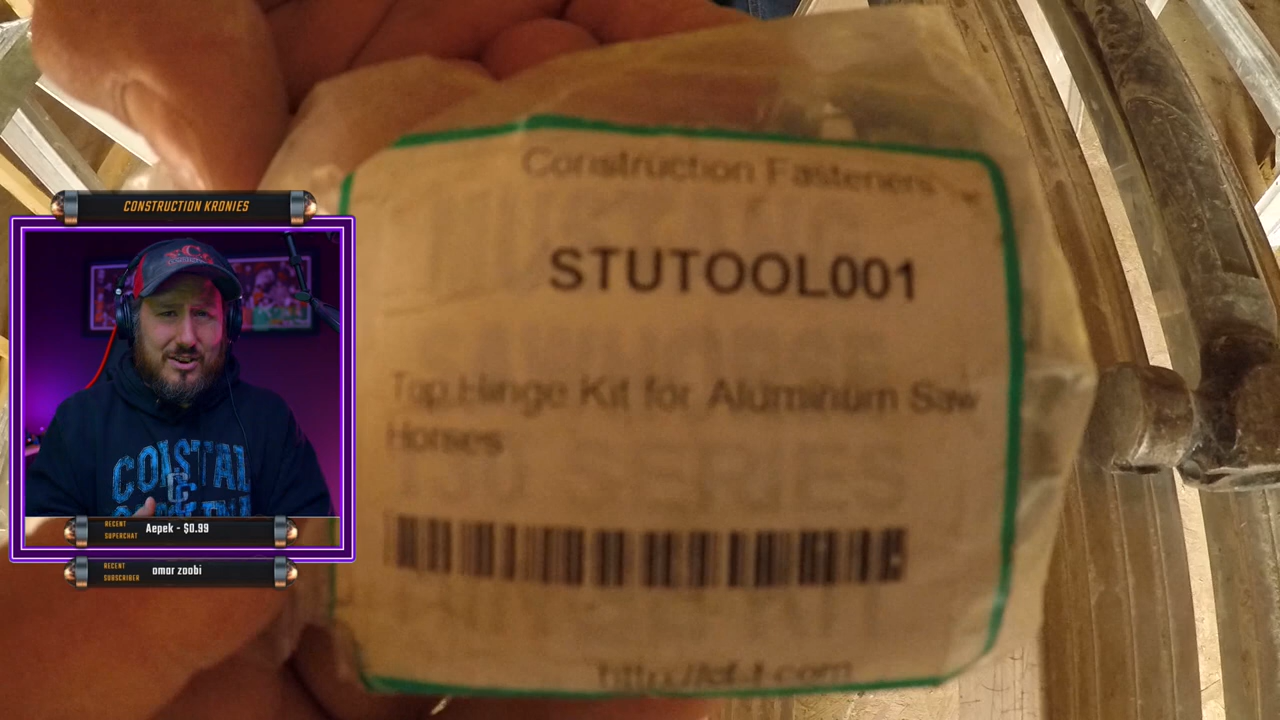 Construction Fasteners
STUTOOL001
Top Hinge Kit for Aluminum Saw
Horses
CONSTRUCTION KRONIES
COASTAL
RECENT
SUPERCHAT
Aepek - $0.99
RECENT
SUBSCRIBER
omar zoobi